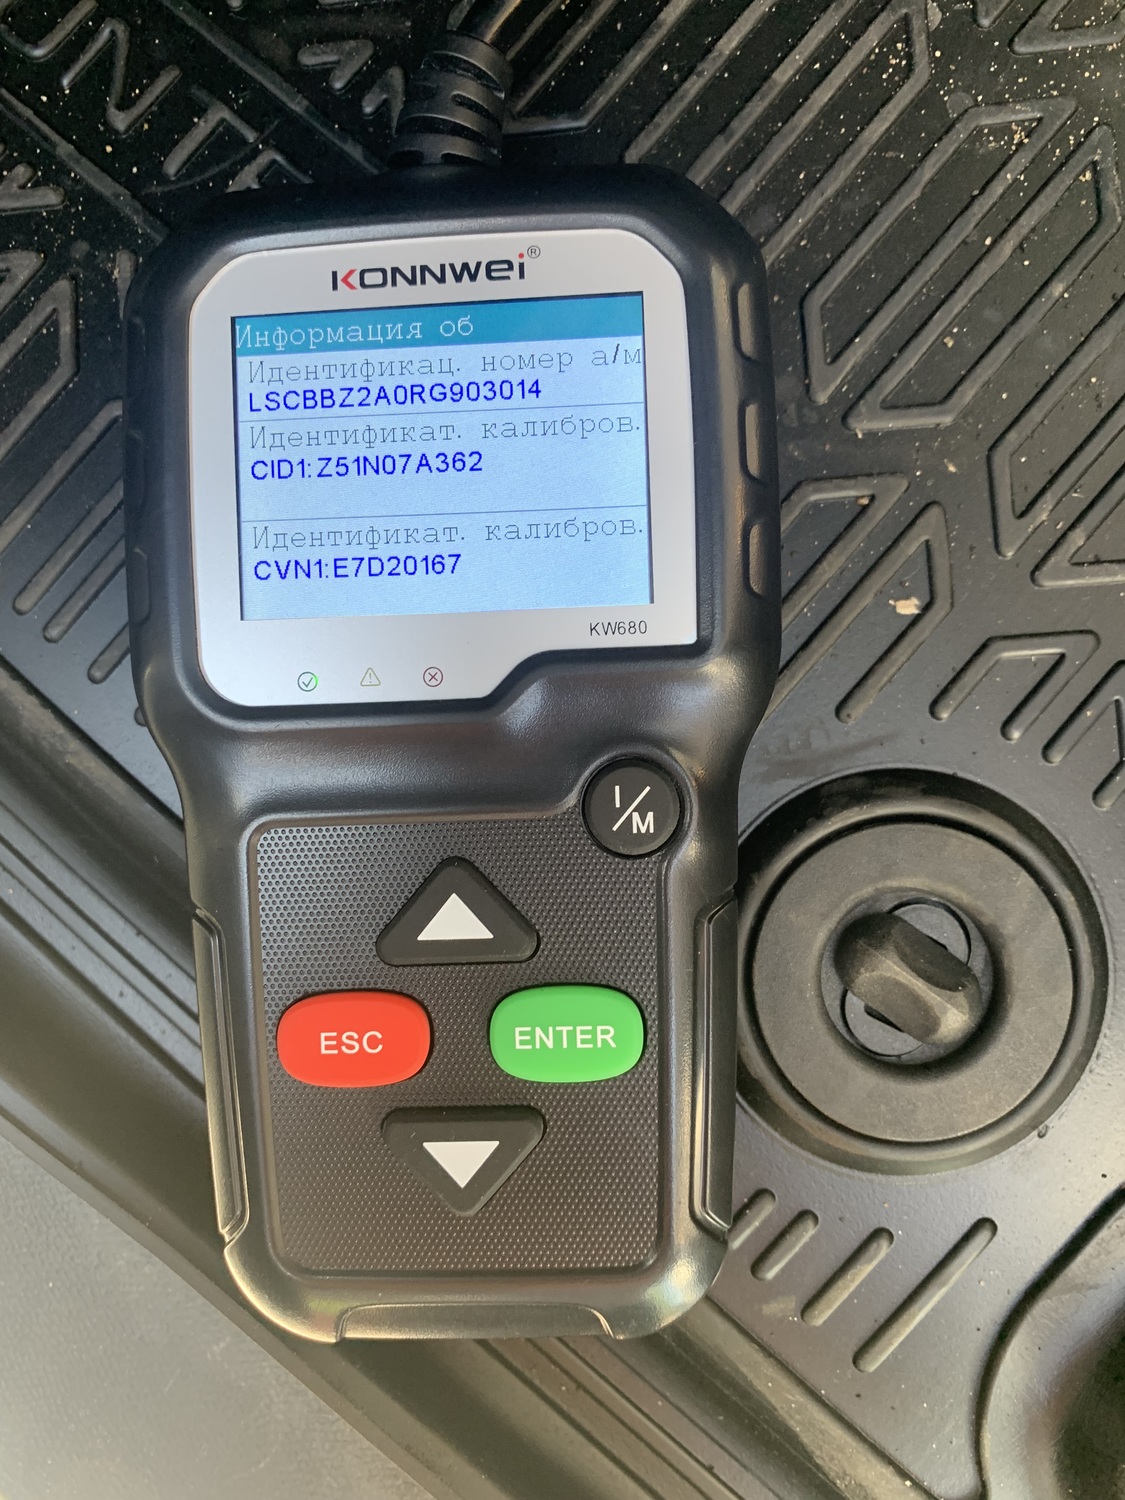 KONNWEI®
Информация об
Идентификац. номер а/м
LSCBBZ2A0RG903014
Идентификат. калибров.
CID1:Z51N07A362
Идентификат. калибров.
CVN1:E7D20167
KW680
I/M
ESC
ENTER